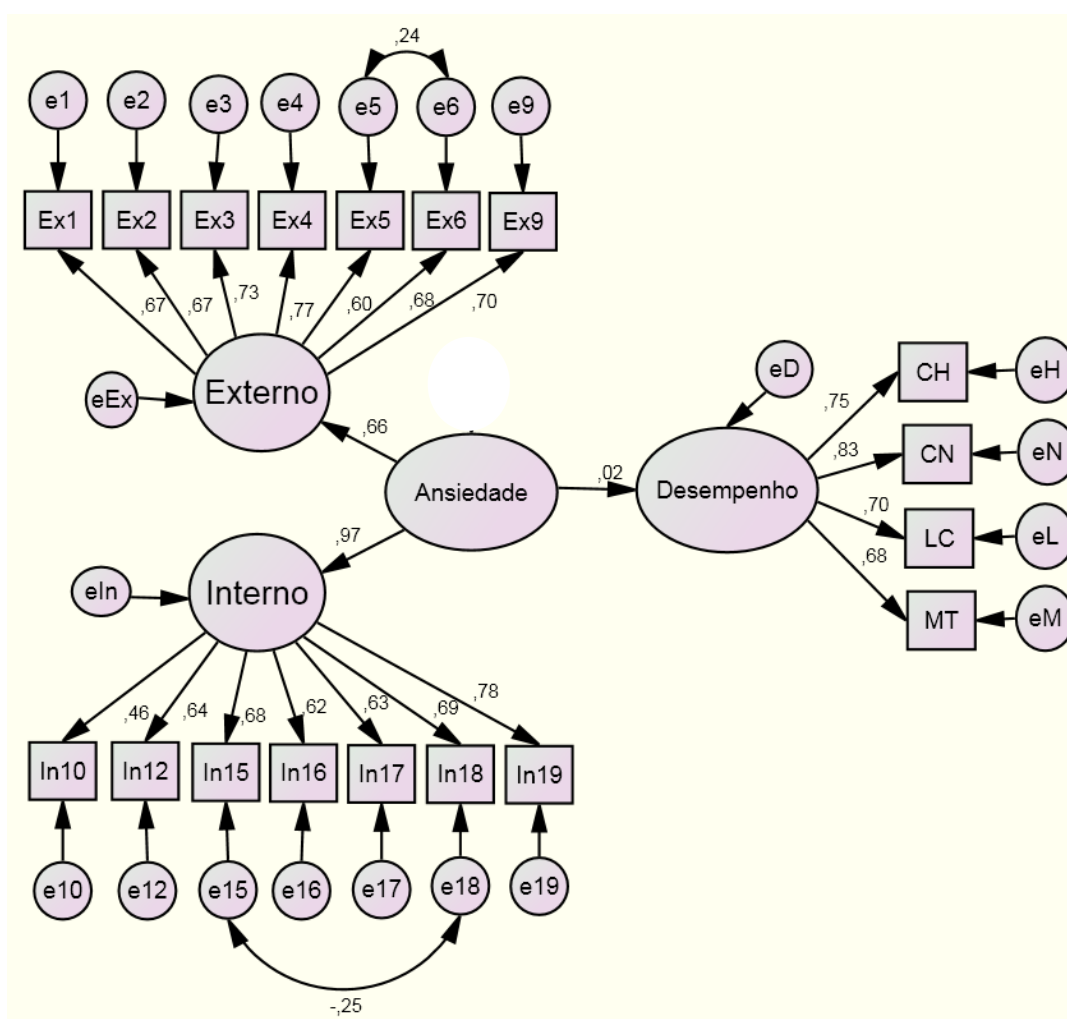 ,24
e1 e2 e3 e4 e5 e6 e9
Ex1 Ex2 Ex3 Ex4 Ex5 Ex6 Ex9
,67 ,67 ,73 ,77 ,60 ,68 ,70
Externo
eEx
,66
Ansiedade
,02
Desempenho
eD
,75
CH
eH
,83
CN
eN
,70
LC
eL
,68
MT
eM
,97
Interno
eIn
,46 ,64 ,68 ,62 ,63 ,69 ,78
In10 In12 In15 In16 In17 In18 In19
e10 e12 e15 e16 e17 e18 e19
-,25